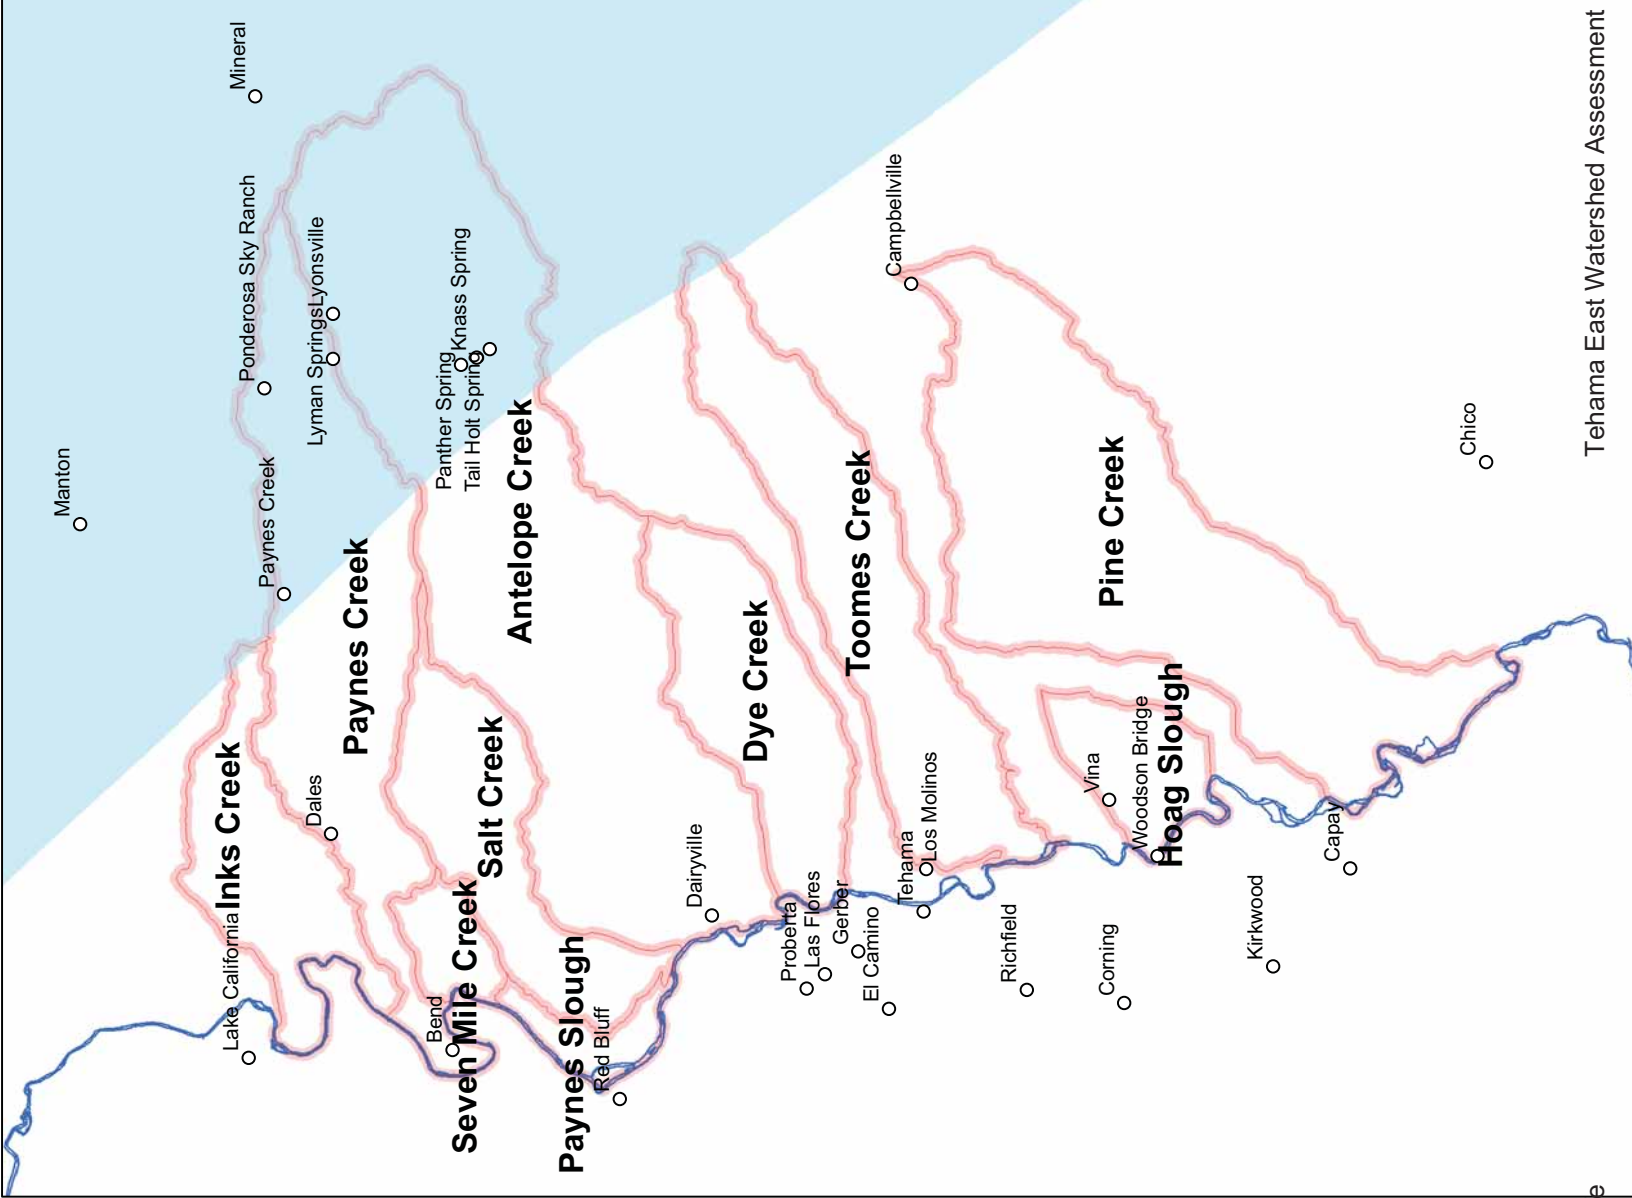 Manton
Mineral
Ponderosa Sky Ranch
Paynes Creek
Lyonsville
Lyman Springs
Knass Spring
Panther Spring
Tail Holt Spring
Campbellville
Paynes Creek
Antelope Creek
Inks Creek
Dales
Salt Creek
Dye Creek
Toomes Creek
Pine Creek
Chico
Lake California
Bend
Seven Mile Creek
Paynes Slough
Red Bluff
Dairyville
Proberta
Las Flores
Gerber
El Camino
Tehama
Los Molinos
Richfield
Corning
Vina
Woodson Bridge
Hoag Slough
Kirkwood
Capay
Tehama East Watershed Assessment
e